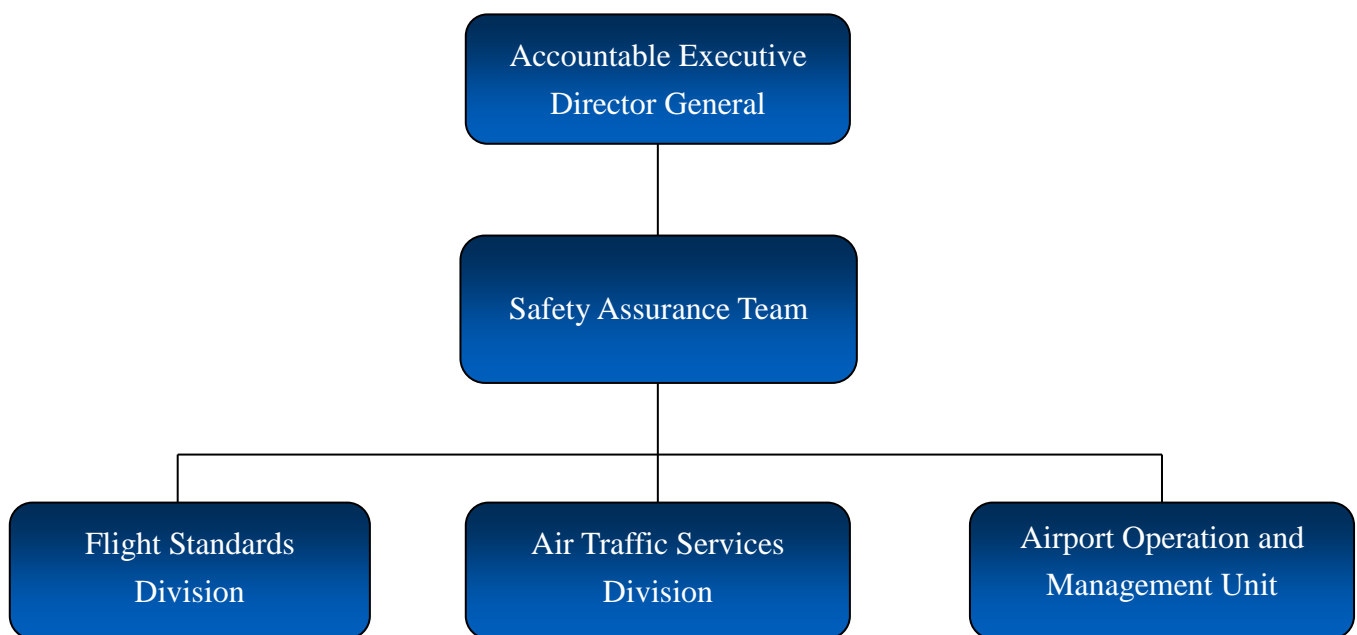 Accountable Executive
Director General
Safety Assurance Team
Flight Standards
Division
Air Traffic Services
Division
Airport Operation and
Management Unit